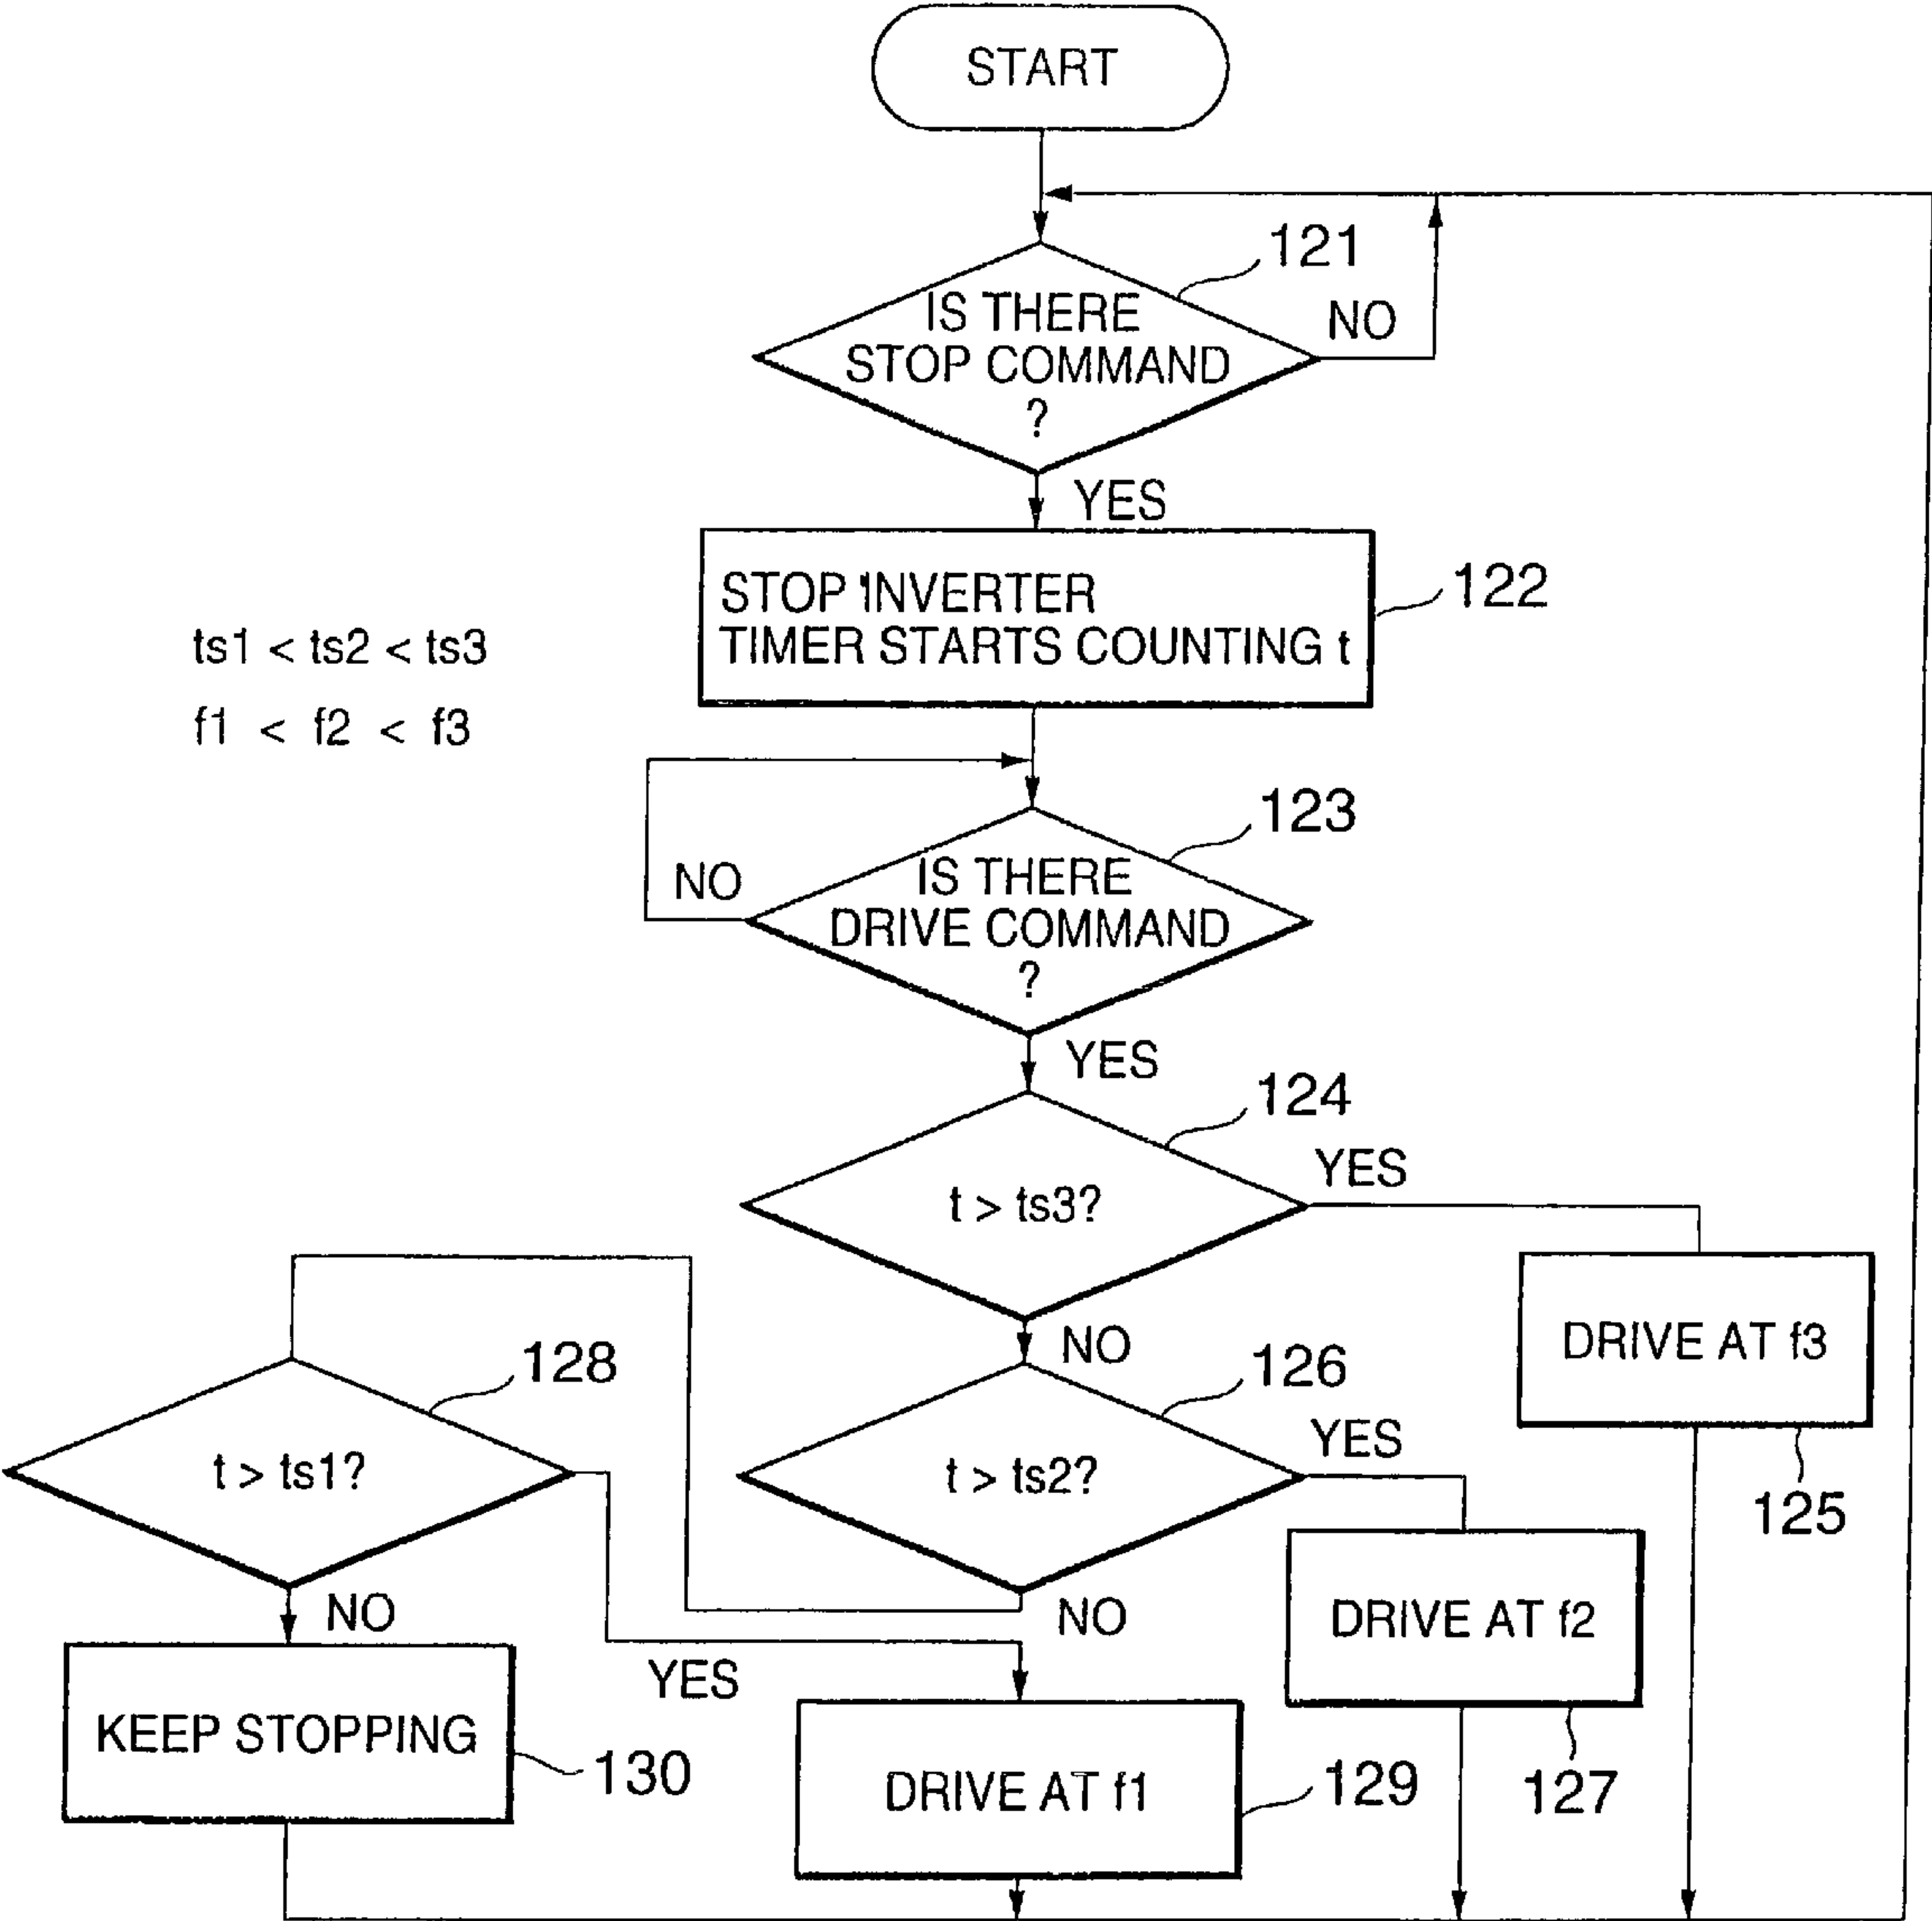 START
121
IS THERE
STOP COMMAND
?
NO
YES
STOP INVERTER
TIMER STARTS COUNTING t
122
ts1 < ts2 < ts3
f1 < f2 < f3
123
IS THERE
DRIVE COMMAND
?
NO
YES
124
t > ts3?
YES
NO
DRIVE AT f3
125
128
t > ts1?
126
t > ts2?
YES
NO
NO
YES
DRIVE AT f2
127
KEEP STOPPING
130
DRIVE AT f1
129